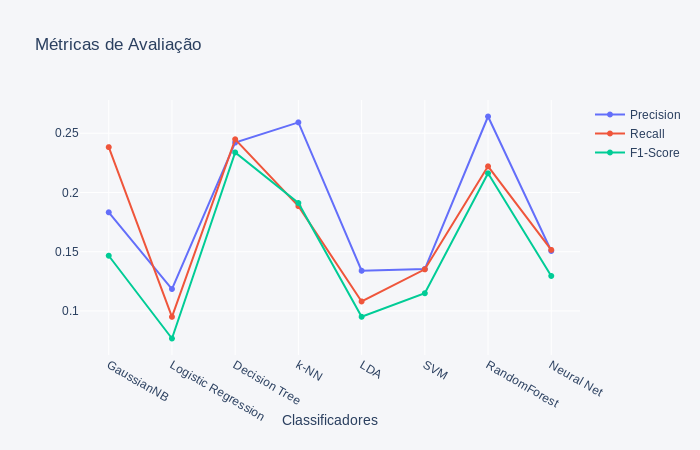 Métricas de Avaliação
Precision
Recall
F1-Score
0.25
0.2
0.15
0.1
GaussianNB
Logistic Regression
Decision Tree
k-NN
LDA
SVM
RandomForest
Neural Net
Classificadores